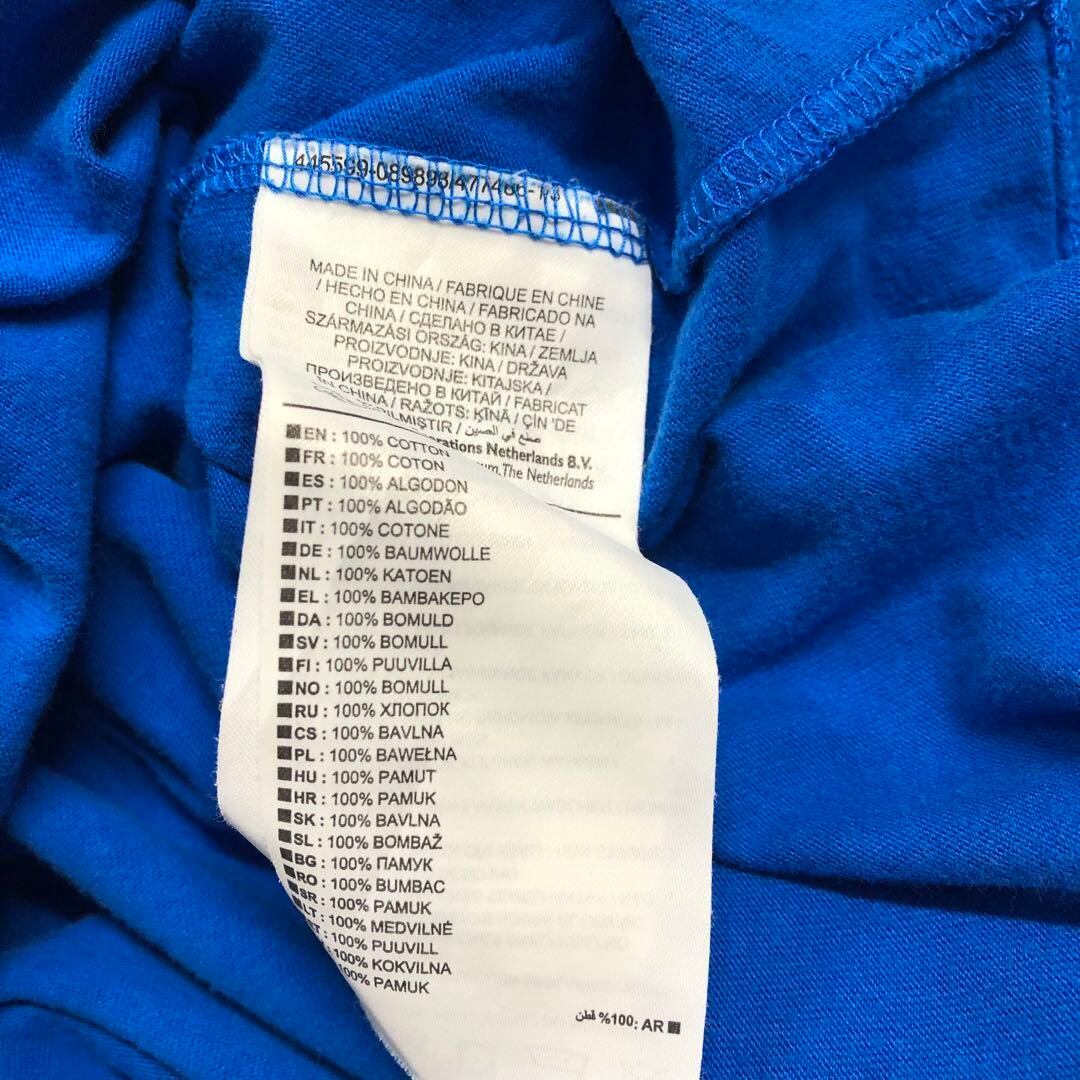 MADE IN CHINA / FABRIQUE EN CHINE
/ HECHO EN CHINA / FABRICADO NA
CHINA / СДЕЛАНО В КИТАЕ /
SZÁRMAZÁSI ORSZÁG: KINA / ZEMLJA
PROIZVODNJE: KINA / DRŽAVA
PROIZVODNJE: KITAJSKA /
ПРОИЗВЕДЕНО В КИТАЙ / FABRICAT
ÎN CHINA / RAŽOTS: ĶĪNĀ / ÇİN 'DE
صنع في الصين /
Netherlands B.V.
The Netherlands
EN : 100% COTTON
FR : 100% COTON
ES : 100% ALGODON
PT : 100% ALGODÃO
IT : 100% COTONE
DE : 100% BAUMWOLLE
NL : 100% KATOEN
EL : 100% ΒΑΜΒΑΚΕΡΟ
DA : 100% BOMULD
SV : 100% BOMULL
FI : 100% PUUVILLA
NO : 100% BOMULL
RU : 100% ХЛОПОК
CS : 100% BAVLNA
PL : 100% BAWEŁNA
HU : 100% PAMUT
HR : 100% PAMUK
SK : 100% BAVLNA
SL : 100% BOMBAŽ
BG : 100% ПАМУК
RO : 100% BUMBAC
SR : 100% PAMUK
LT : 100% MEDVILNĖ
100% PUUVILL
100% KOKVILNA
PAMUK
AR :100% قطن